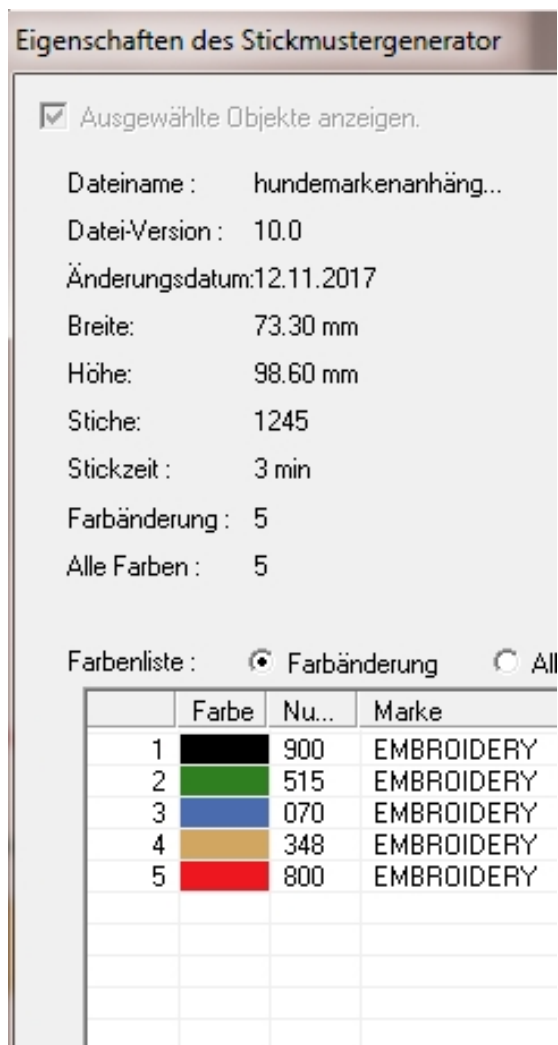 Eigenschaften des Stickmustergenerator
Ausgewählte Objekte anzeigen.
Dateiname : hundemarkenanhäng...
Datei-Version : 10.0
Änderungsdatum:12.11.2017
Breite: 73.30 mm
Höhe: 98.60 mm
Stiche: 1245
Stickzeit : 3 min
Farbänderung : 5
Alle Farben : 5
Farbenliste : Farbänderung All
Farbe Nu... Marke
1 900 EMBROIDERY
2 515 EMBROIDERY
3 070 EMBROIDERY
4 348 EMBROIDERY
5 800 EMBROIDERY